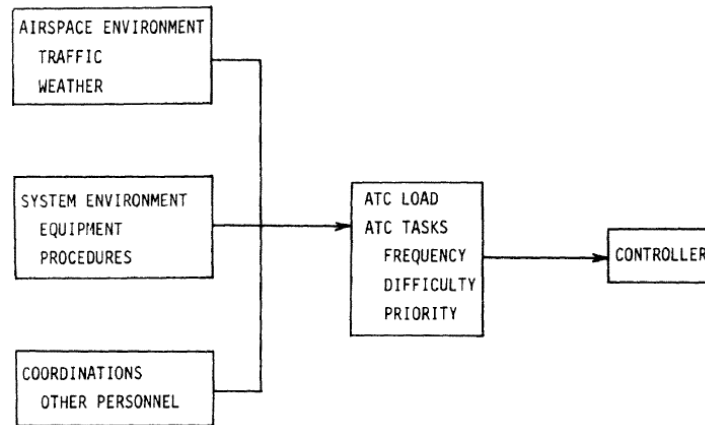 AIRSPACE ENVIRONMENT
TRAFFIC
WEATHER
SYSTEM ENVIRONMENT
EQUIPMENT
PROCEDURES
COORDINATIONS
OTHER PERSONNEL
ATC LOAD
ATC TASKS
FREQUENCY
DIFFICULTY
PRIORITY
CONTROLLER